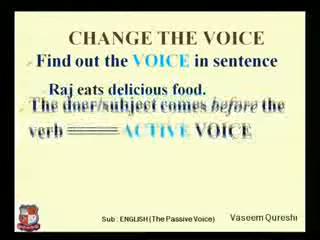 CHANGE THE VOICE
Find out the VOICE in sentence
Raj eats delicious food.
The doer/subject comes before the
verb ===== ACTIVE VOICE
Sub : ENGLISH (The Passive Voice)
Vaseem Qureshi